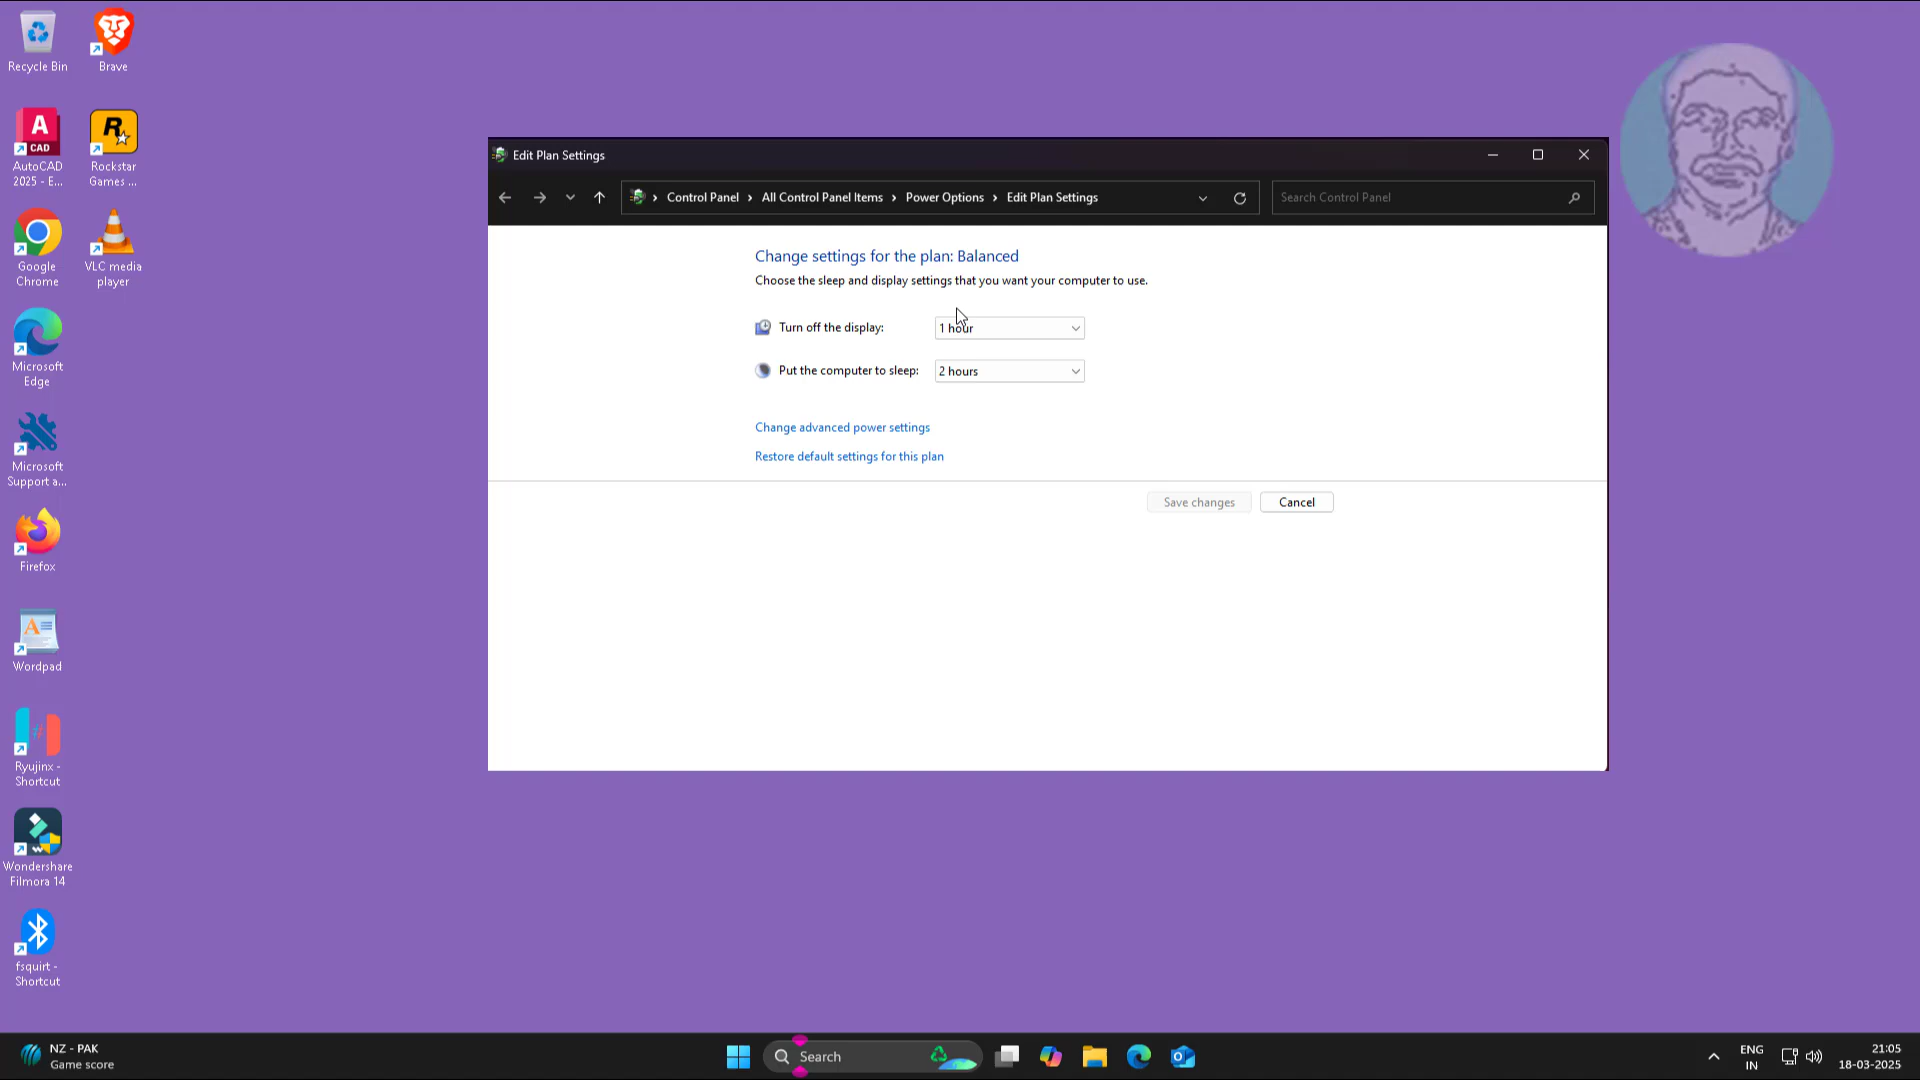 Recycle Bin
Brave
AutoCAD
2025 - E...
Rockstar
Games ...
Google
Chrome
VLC media
player
Microsoft
Edge
Microsoft
Support a...
Firefox
Wordpad
Ryujinx -
Shortcut
Wondershare
Filmora 14
fsquirt -
Shortcut
Edit Plan Settings
Control Panel > All Control Panel Items > Power Options > Edit Plan Settings
Search Control Panel
Change settings for the plan: Balanced
Choose the sleep and display settings that you want your computer to use.
Turn off the display: 1 hour
Put the computer to sleep: 2 hours
Change advanced power settings
Restore default settings for this plan
Save changes
Cancel
NZ - PAK
Game score
Search
ENG
IN
21:05
18-03-2025